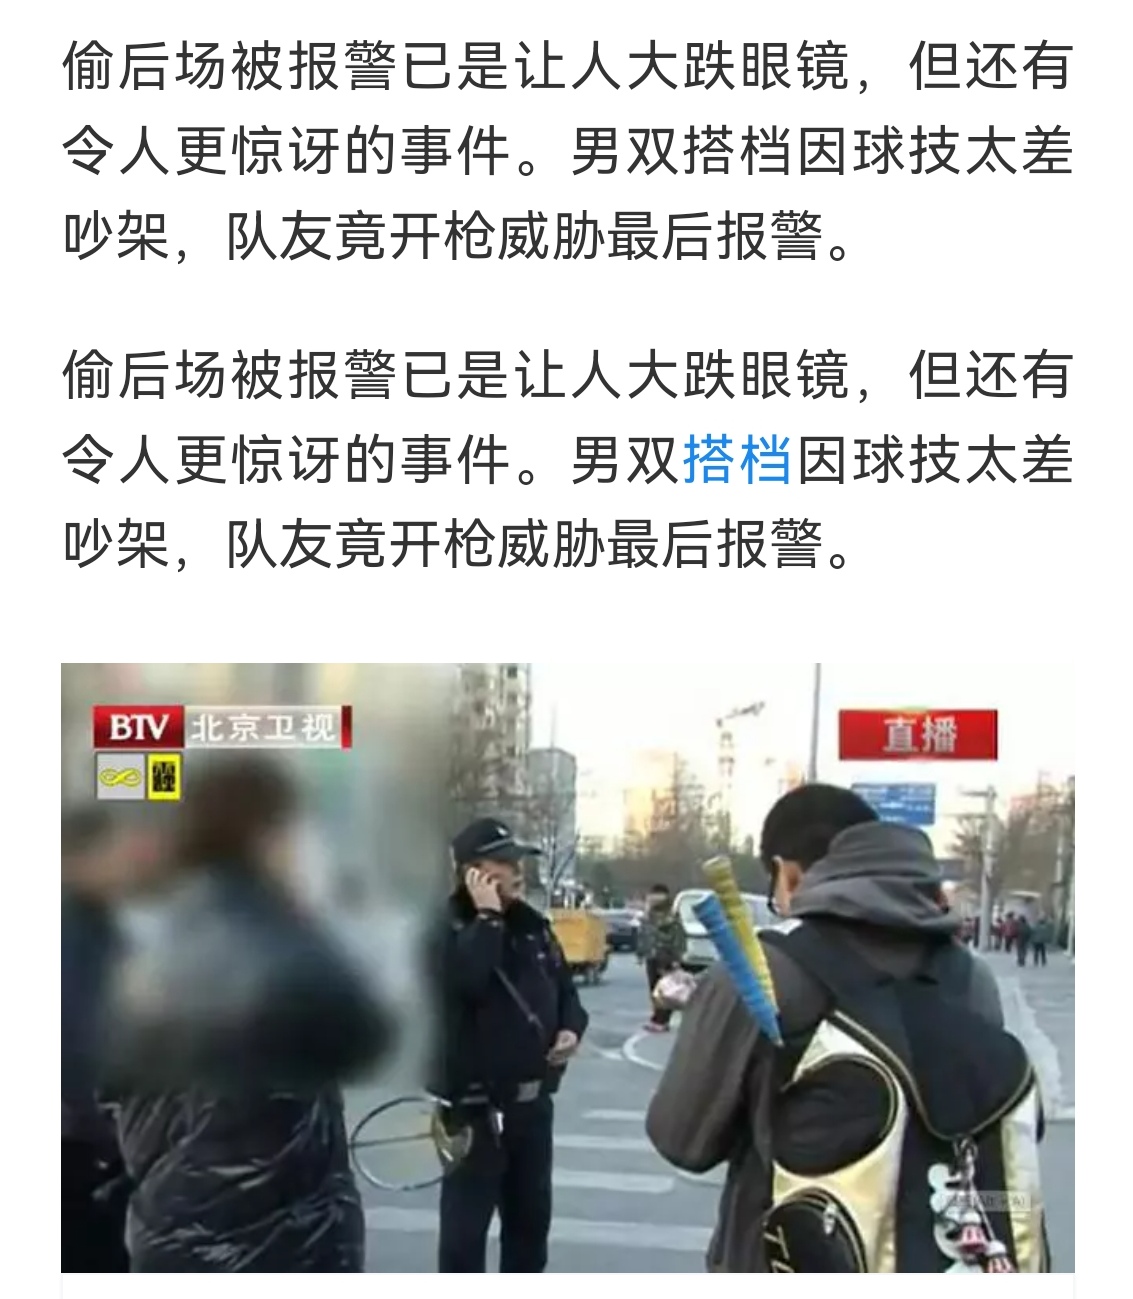 偷后场被报警已是让人大跌眼镜，但还有
令人更惊讶的事件。男双搭档因球技太差
吵架，队友竟开枪威胁最后报警。
偷后场被报警已是让人大跌眼镜，但还有
令人更惊讶的事件。男双搭档因球技太差
吵架，队友竟开枪威胁最后报警。
BTV 北京卫视
直播